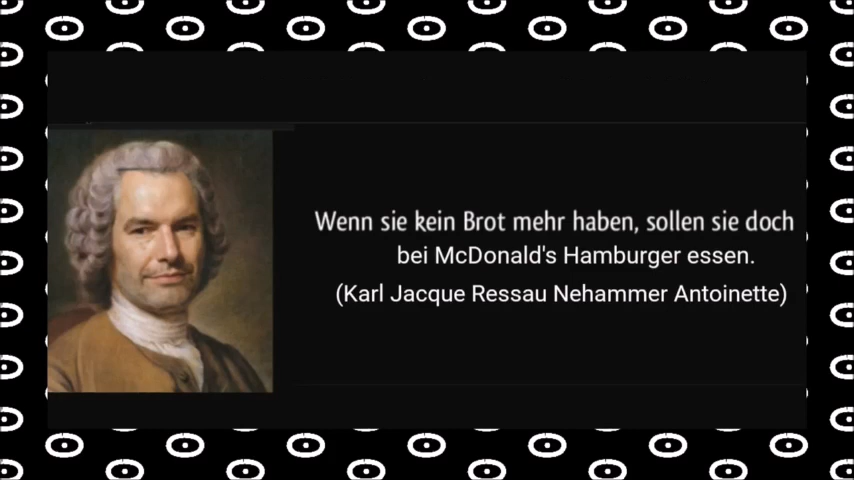 Wenn sie kein Brot mehr haben, sollen sie doch
bei McDonald's Hamburger essen.
(Karl Jacque Ressau Nehammer Antoinette)